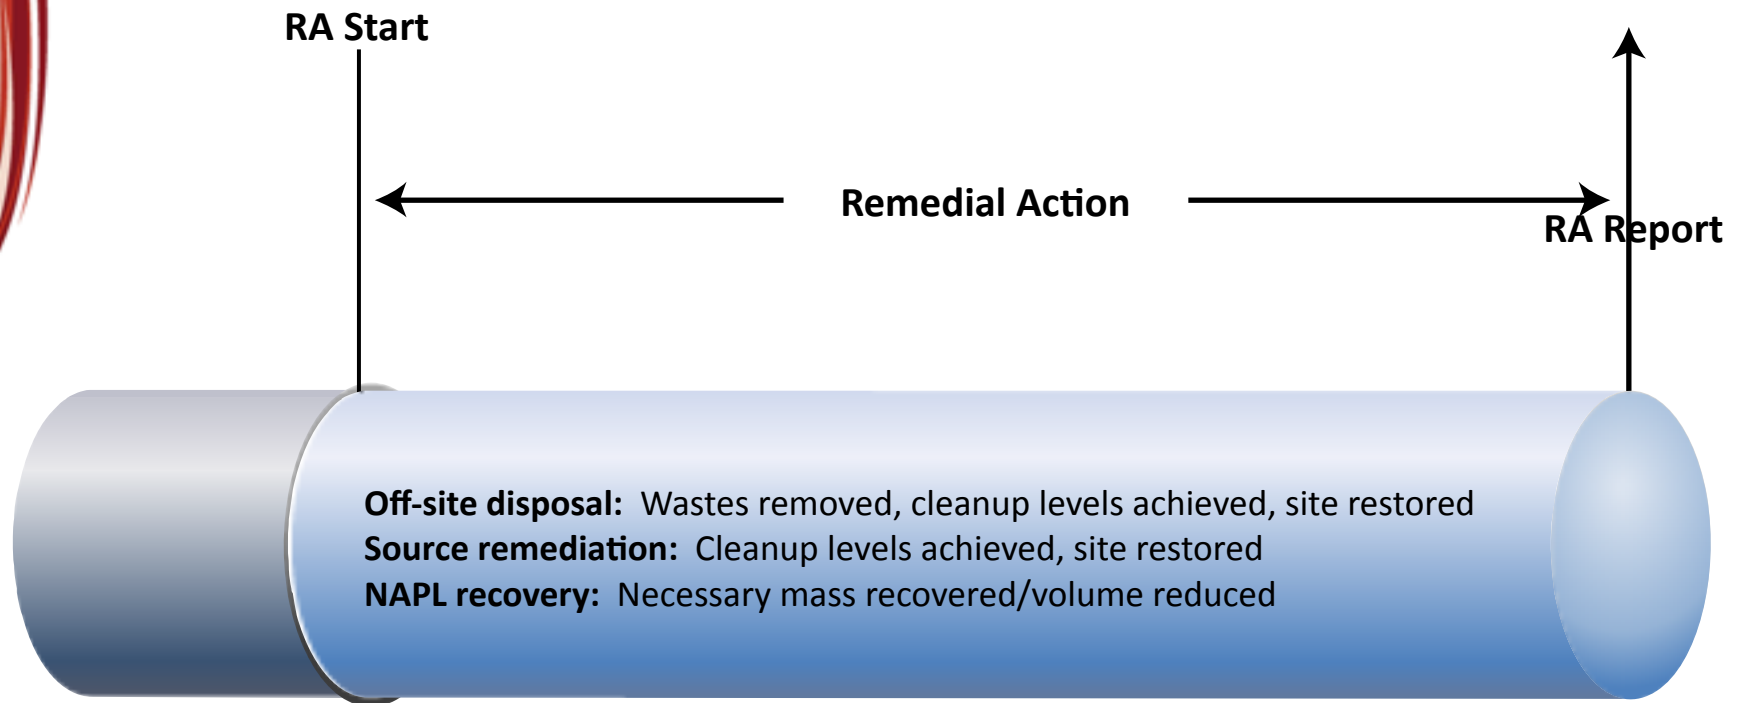 RA Start
Remedial Action
RA Report
Off-site disposal: Wastes removed, cleanup levels achieved, site restored
Source remediation: Cleanup levels achieved, site restored
NAPL recovery: Necessary mass recovered/volume reduced